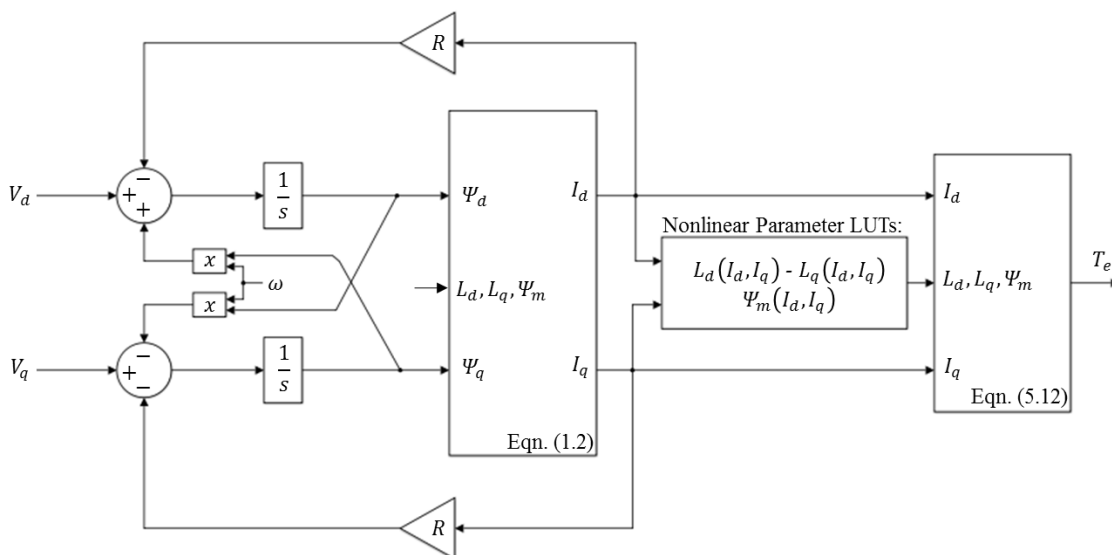 R
V_d
+
−
+
1
s
Ψ_d
I_d
I_d
Nonlinear Parameter LUTs:
x
L_d(I_d,I_q) - L_q(I_d,I_q)
T_e
ω
L_d, L_q, Ψ_m
L_d, L_q, Ψ_m
x
Ψ_m(I_d,I_q)
V_q
+
−
−
1
s
Ψ_q
I_q
I_q
Eqn. (5.12)
Eqn. (1.2)
R